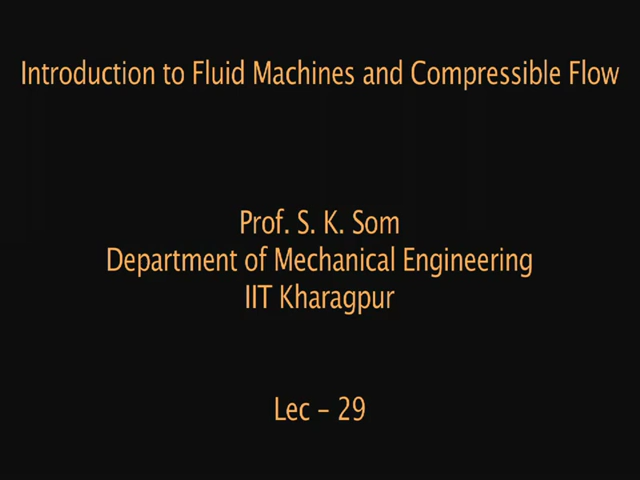 Introduction to Fluid Machines and Compressible Flow
Prof. S. K. Som
Department of Mechanical Engineering
IIT Kharagpur
Lec – 29